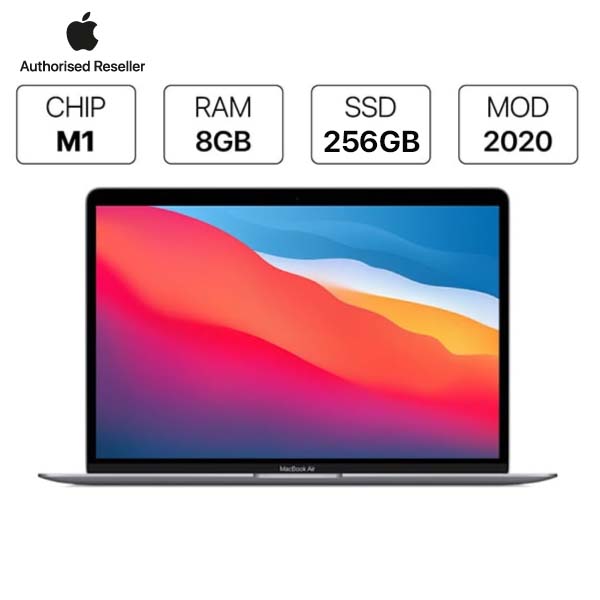 Authorised Reseller
CHIP
M1
RAM
8GB
SSD
256GB
MOD
2020
MacBook Air